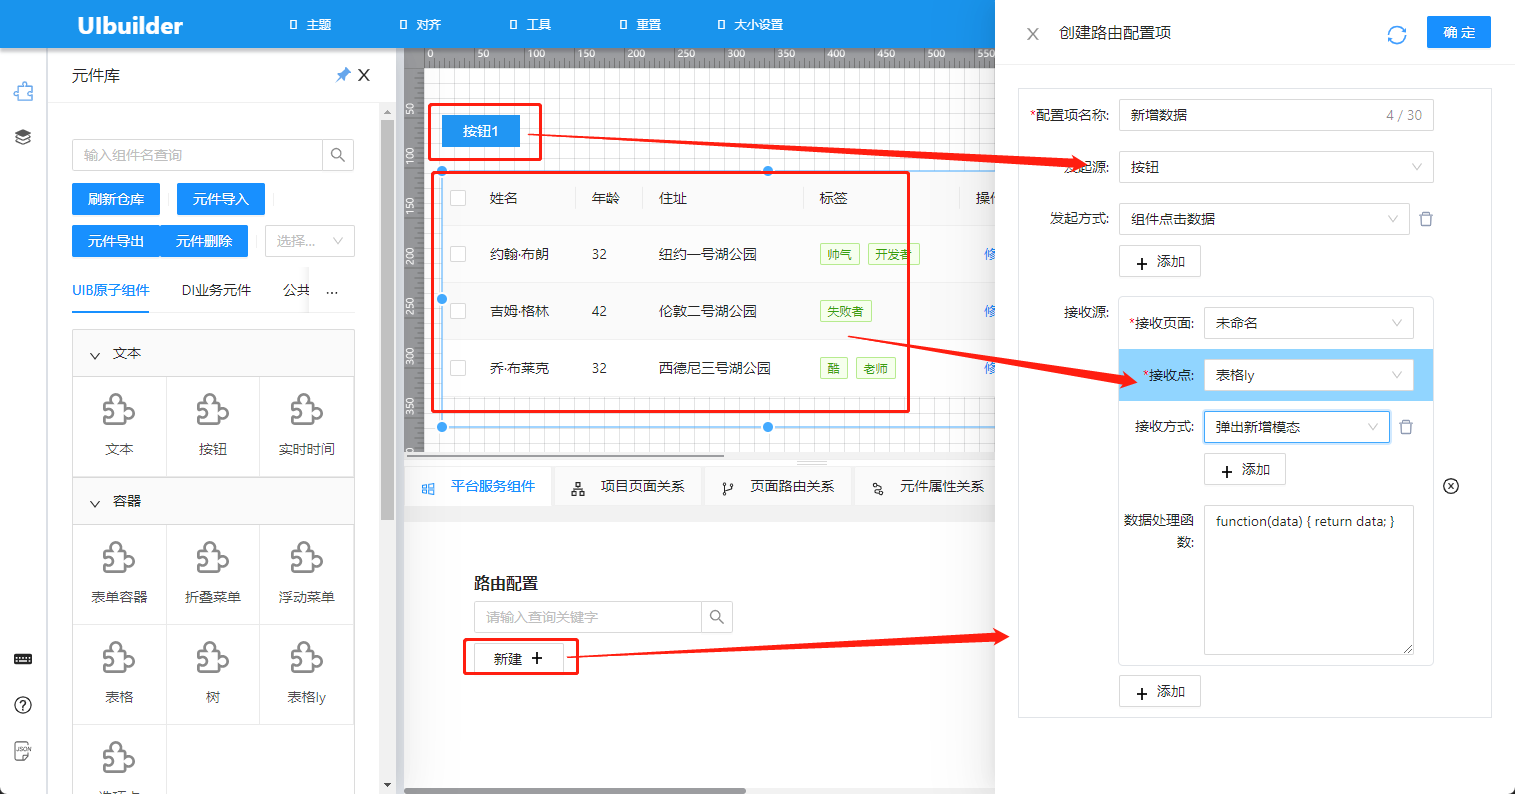 UIbuilder
主题
对齐
工具
重置
大小设置
元件库
X
输入组件名查询
刷新仓库
元件导入
元件导出
元件删除
选择...
UIB原子组件
DI业务元件
公共
...
文本
文本
按钮
实时时间
容器
表单容器
折叠菜单
浮动菜单
表格
树
表格ly
JSON
0 50 100 150 200 250 300 350 400 450 500 550
50
100
150
200
250
300
350
按钮1
姓名 年龄 住址 标签
约翰·布朗 32 纽约一号湖公园 帅气 开发者 修
吉姆·格林 42 伦敦二号湖公园 失败者 修
乔·布莱克 32 西德尼三号湖公园 酷 老师 修
平台服务组件
项目页面关系
页面路由关系
元件属性关系
路由配置
请输入查询关键字
新建 +
创建路由配置项
确 定
*配置项名称: 新增数据 4 / 30
发起源: 按钮
发起方式: 组件点击数据
+ 添加
接收源:
*接收页面: 未命名
*接收点: 表格ly
接收方式: 弹出新增模态
+ 添加
数据处理函
数:
function(data) { return data; }
+ 添加